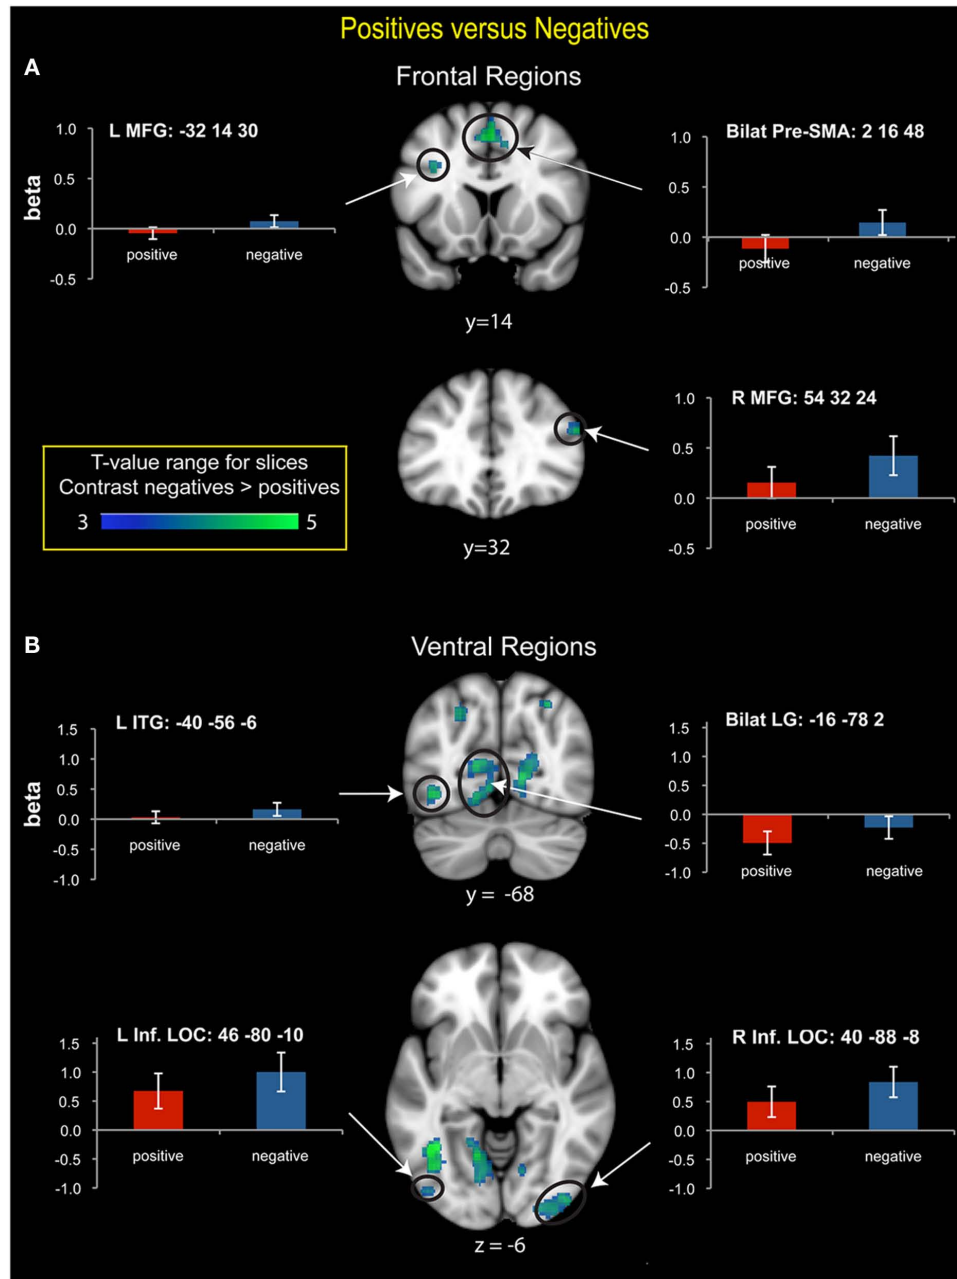 Positives versus Negatives
A
Frontal Regions
L MFG: -32 14 30
1.0
0.5
0.0
-0.5
beta
positive
negative
Bilat Pre-SMA: 2 16 48
1.0
0.5
0.0
-0.5
positive
negative
y=14
R MFG: 54 32 24
1.0
0.5
0.0
-0.5
positive
negative
T-value range for slices
Contrast negatives > positives
3
5
y=32
B
Ventral Regions
L ITG: -40 -56 -6
1.5
1.0
0.5
0.0
-0.5
-1.0
beta
positive
negative
Bilat LG: -16 -78 2
1.5
1.0
0.5
0.0
-0.5
-1.0
positive
negative
y = -68
L Inf. LOC: 46 -80 -10
1.5
1.0
0.5
0.0
-0.5
-1.0
positive
negative
R Inf. LOC: 40 -88 -8
1.5
1.0
0.5
0.0
-0.5
-1.0
positive
negative
z = -6